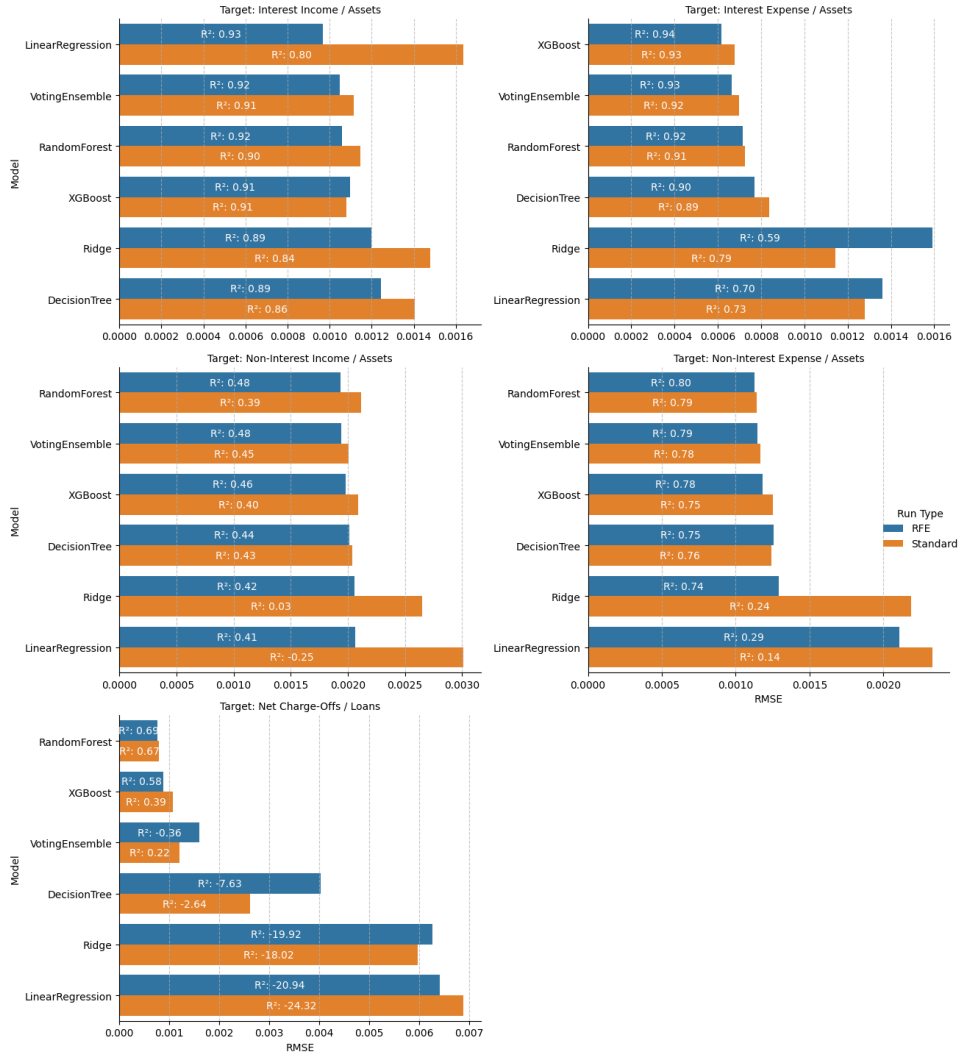 Target: Interest Income / Assets
Model
LinearRegression
R²: 0.93
R²: 0.80
VotingEnsemble
R²: 0.92
R²: 0.91
RandomForest
R²: 0.92
R²: 0.90
XGBoost
R²: 0.91
R²: 0.91
Ridge
R²: 0.89
R²: 0.84
DecisionTree
R²: 0.89
R²: 0.86
0.0000 0.0002 0.0004 0.0006 0.0008 0.0010 0.0012 0.0014 0.0016
Target: Interest Expense / Assets
XGBoost
R²: 0.94
R²: 0.93
VotingEnsemble
R²: 0.93
R²: 0.92
RandomForest
R²: 0.92
R²: 0.91
DecisionTree
R²: 0.90
R²: 0.89
Ridge
R²: 0.59
R²: 0.79
LinearRegression
R²: 0.70
R²: 0.73
0.0000 0.0002 0.0004 0.0006 0.0008 0.0010 0.0012 0.0014 0.0016
Target: Non-Interest Income / Assets
Model
RandomForest
R²: 0.48
R²: 0.39
VotingEnsemble
R²: 0.48
R²: 0.45
XGBoost
R²: 0.46
R²: 0.40
DecisionTree
R²: 0.44
R²: 0.43
Ridge
R²: 0.42
R²: 0.03
LinearRegression
R²: 0.41
R²: -0.25
0.0000 0.0005 0.0010 0.0015 0.0020 0.0025 0.0030
Target: Non-Interest Expense / Assets
RandomForest
R²: 0.80
R²: 0.79
VotingEnsemble
R²: 0.79
R²: 0.78
XGBoost
R²: 0.78
R²: 0.75
DecisionTree
R²: 0.75
R²: 0.76
Ridge
R²: 0.74
R²: 0.24
LinearRegression
R²: 0.29
R²: 0.14
0.0000 0.0005 0.0010 0.0015 0.0020
RMSE
Run Type
RFE
Standard
Target: Net Charge-Offs / Loans
Model
RandomForest
R²: 0.69
R²: 0.67
XGBoost
R²: 0.58
R²: 0.39
VotingEnsemble
R²: -0.36
R²: 0.22
DecisionTree
R²: -7.63
R²: -2.64
Ridge
R²: -19.92
R²: -18.02
LinearRegression
R²: -20.94
R²: -24.32
0.000 0.001 0.002 0.003 0.004 0.005 0.006 0.007
RMSE